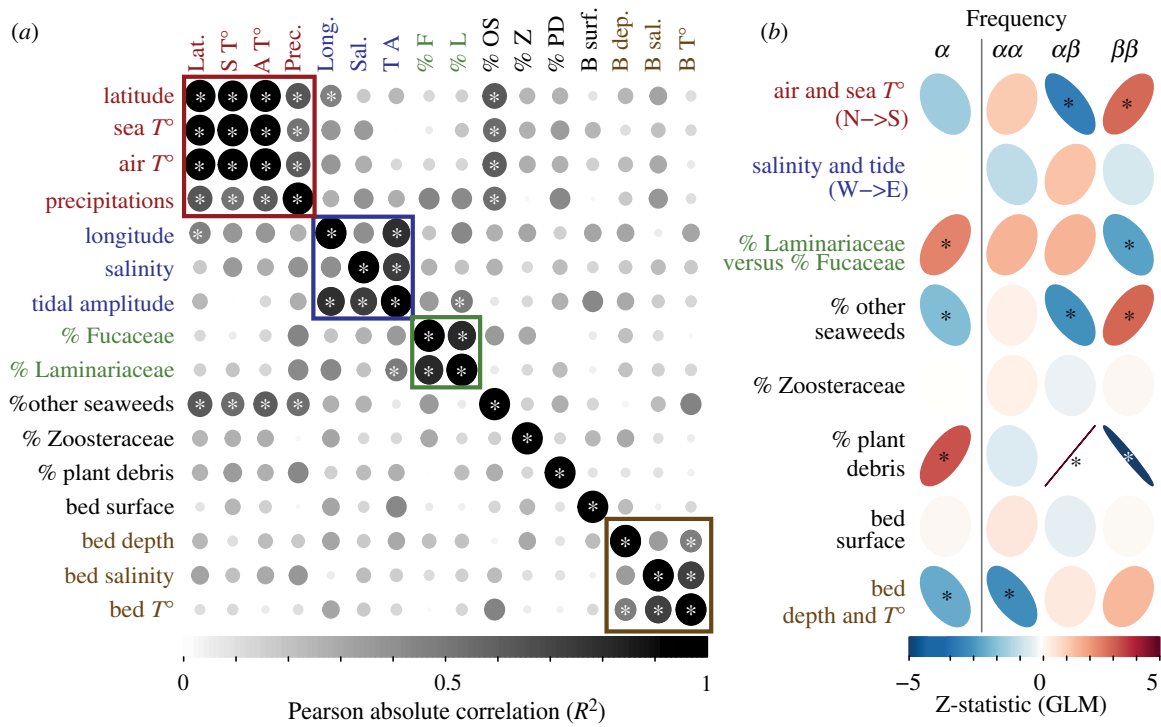 (a)
Lat.
S T°
A T°
Prec.
Long.
Sal.
T A
% F
% L
% OS
% Z
% PD
B surf.
B dep.
B sal.
B T°
latitude
sea T°
air T°
precipitations
longitude
salinity
tidal amplitude
% Fucaceae
% Laminariaceae
%other seaweeds
% Zoosteraceae
% plant debris
bed surface
bed depth
bed salinity
bed T°
0
0.5
1
Pearson absolute correlation (R²)
(b)
Frequency
α
αα
αβ
ββ
air and sea T°
(N->S)
salinity and tide
(W->E)
% Laminariaceae
versus % Fucaceae
% other
seaweeds
% Zoosteraceae
% plant
debris
bed
surface
bed
depth and T°
−5
0
5
Z-statistic (GLM)